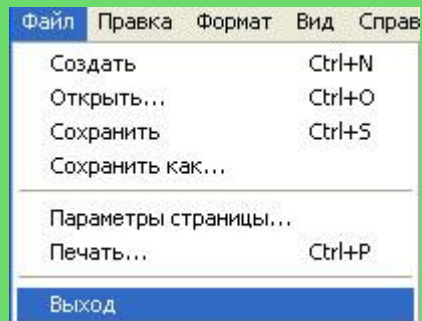 Файл Правка Формат Вид Справ
Создать Ctrl+N
Открыть... Ctrl+O
Сохранить Ctrl+S
Сохранить как...
Параметры страницы...
Печать... Ctrl+P
Выход